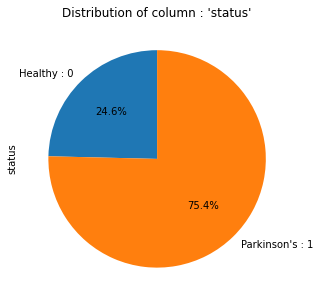 Distribution of column : 'status'
Healthy : 0
24.6%
status
75.4%
Parkinson's : 1